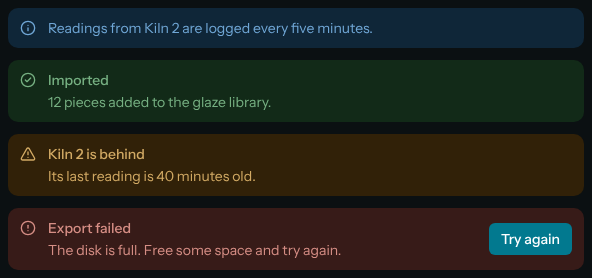 Readings from Kiln 2 are logged every five minutes.
Imported
12 pieces added to the glaze library.
Kiln 2 is behind
Its last reading is 40 minutes old.
Export failed
The disk is full. Free some space and try again.
Try again